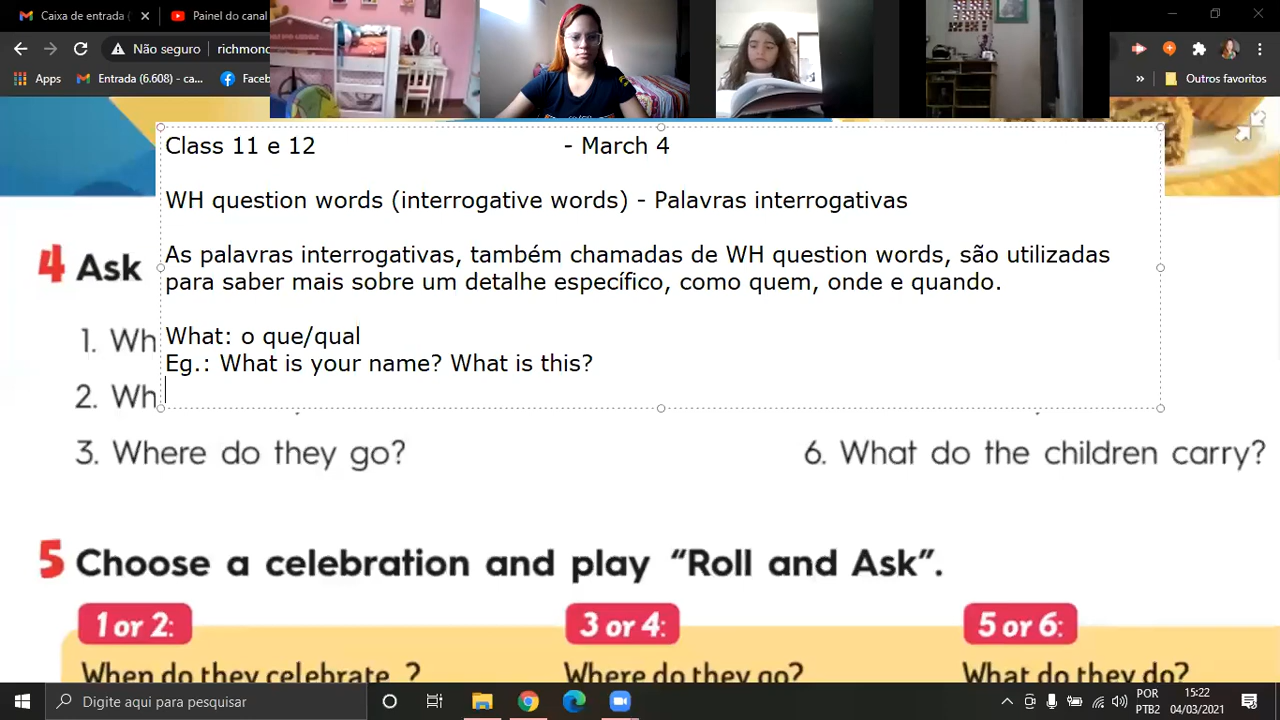 Caixa de entrada (
Painel do canal
Não seguro
richmond
Apps
Entrada (6.608) - ca...
Faceb
»
Outros favoritos
Class 11 e 12 - March 4
WH question words (interrogative words) - Palavras interrogativas
As palavras interrogativas, também chamadas de WH question words, são utilizadas
para saber mais sobre um detalhe específico, como quem, onde e quando.
What: o que/qual
Eg.: What is your name? What is this?
4 Ask
1. Wh
2. Wh
3. Where do they go?
6. What do the children carry?
5 Choose a celebration and play “Roll and Ask”.
1 or 2:
3 or 4:
5 or 6:
When do they celebrate ?
Where do they go?
What do they do?
Digite aqui para pesquisar
POR
PTB2
15:22
04/03/2021